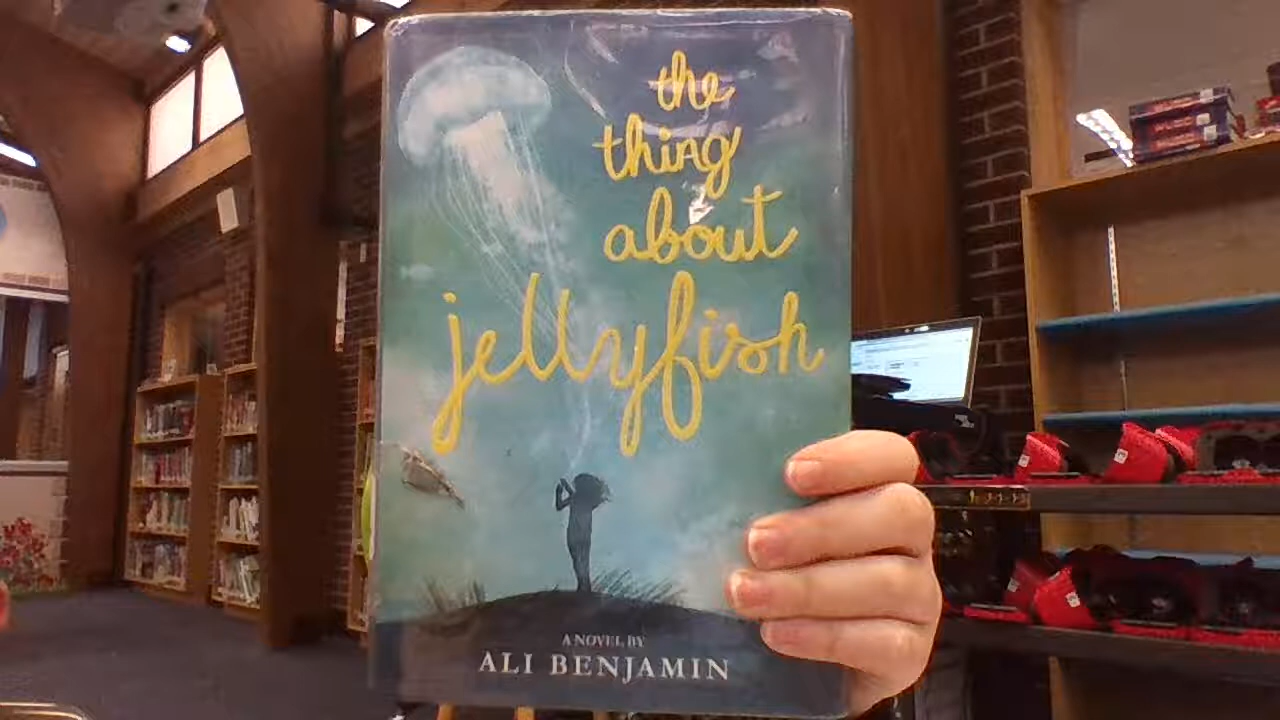 the
thing
about
jellyfish
A NOVEL BY
ALI BENJAMIN